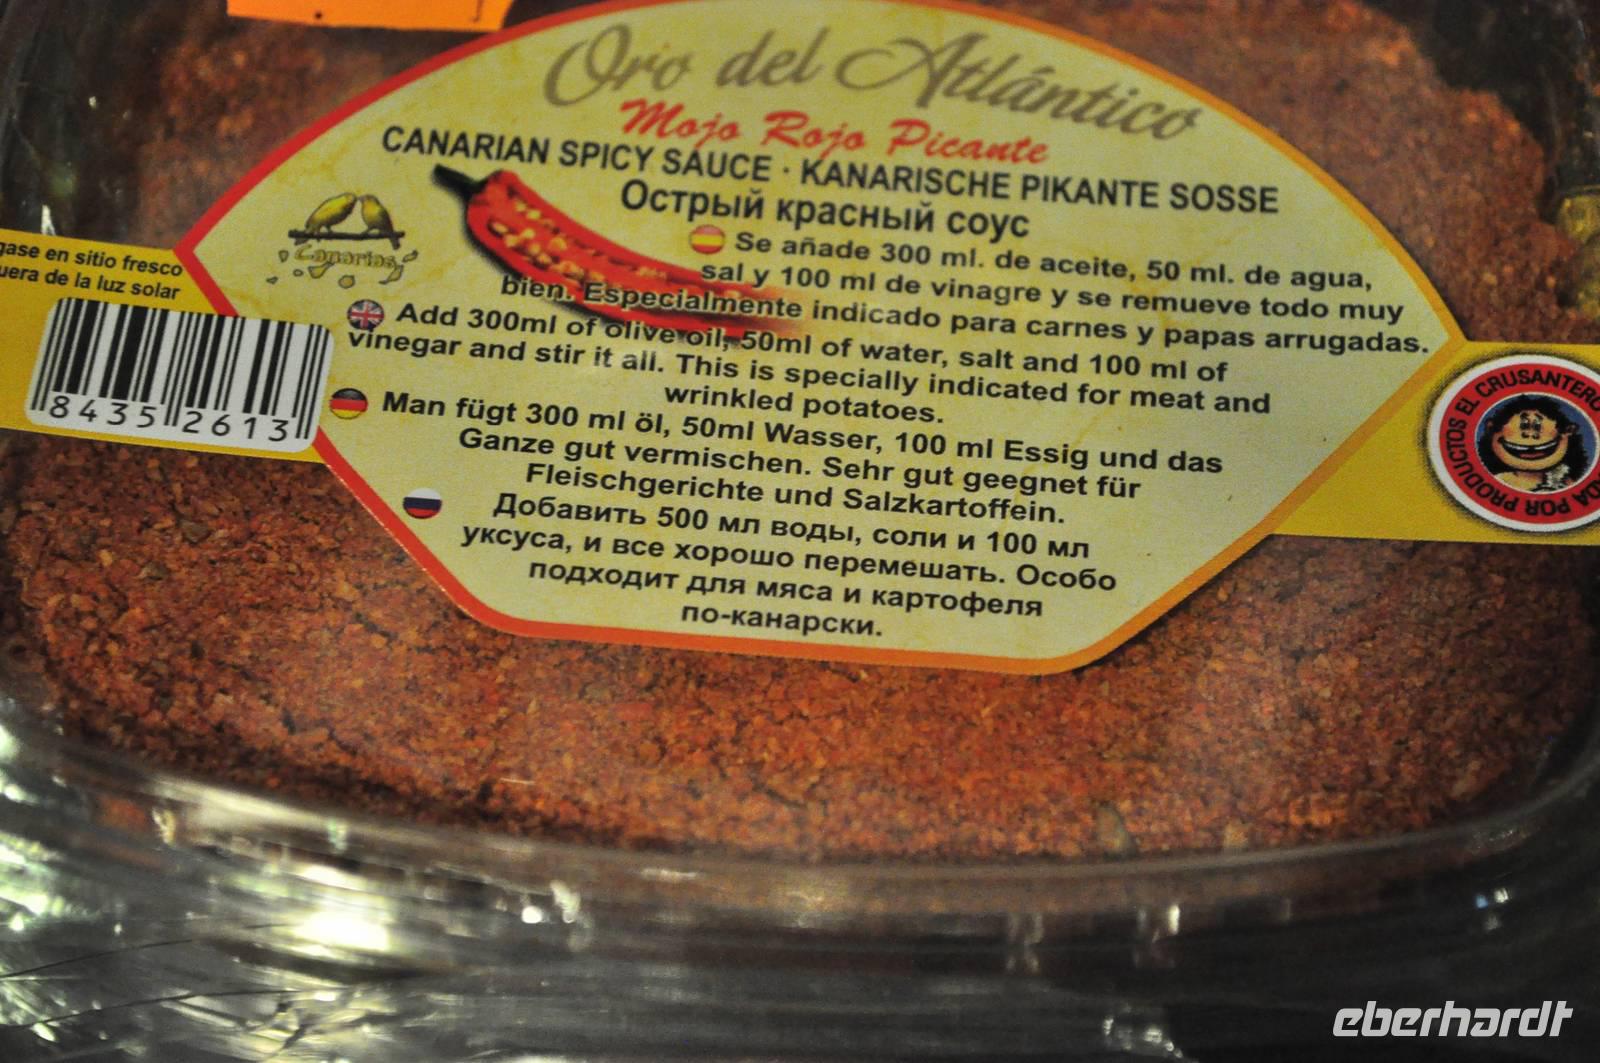 Oro del Atlántico
Mojo Rojo Picante
CANARIAN SPICY SAUCE · KANARISCHE PIKANTE SOSSE
Острый красный соус
Canarias
en sitio fresco
de la luz solar
Se añade 300 ml. de aceite, 50 ml. de agua,
sal y 100 ml de vinagre y se remueve todo muy
bien. Especialmente indicado para carnes y papas arrugadas.
Add 300ml of olive oil, 50ml of water, salt and 100 ml of
vinegar and stir it all. This is specially indicated for meat and
wrinkled potatoes.
Man fügt 300 ml öl, 50ml Wasser, 100 ml Essig und das
Ganze gut vermischen. Sehr gut geegnet für
Fleischgerichte und Salzkartoffein.
Добавить 500 мл воды, соли и 100 мл
уксуса, и все хорошо перемешать. Особо
подходит для мяса и картофеля
по-канарски.
8435 2613
POR PRODUCTOS EL CRUSANTERO
eberhardt